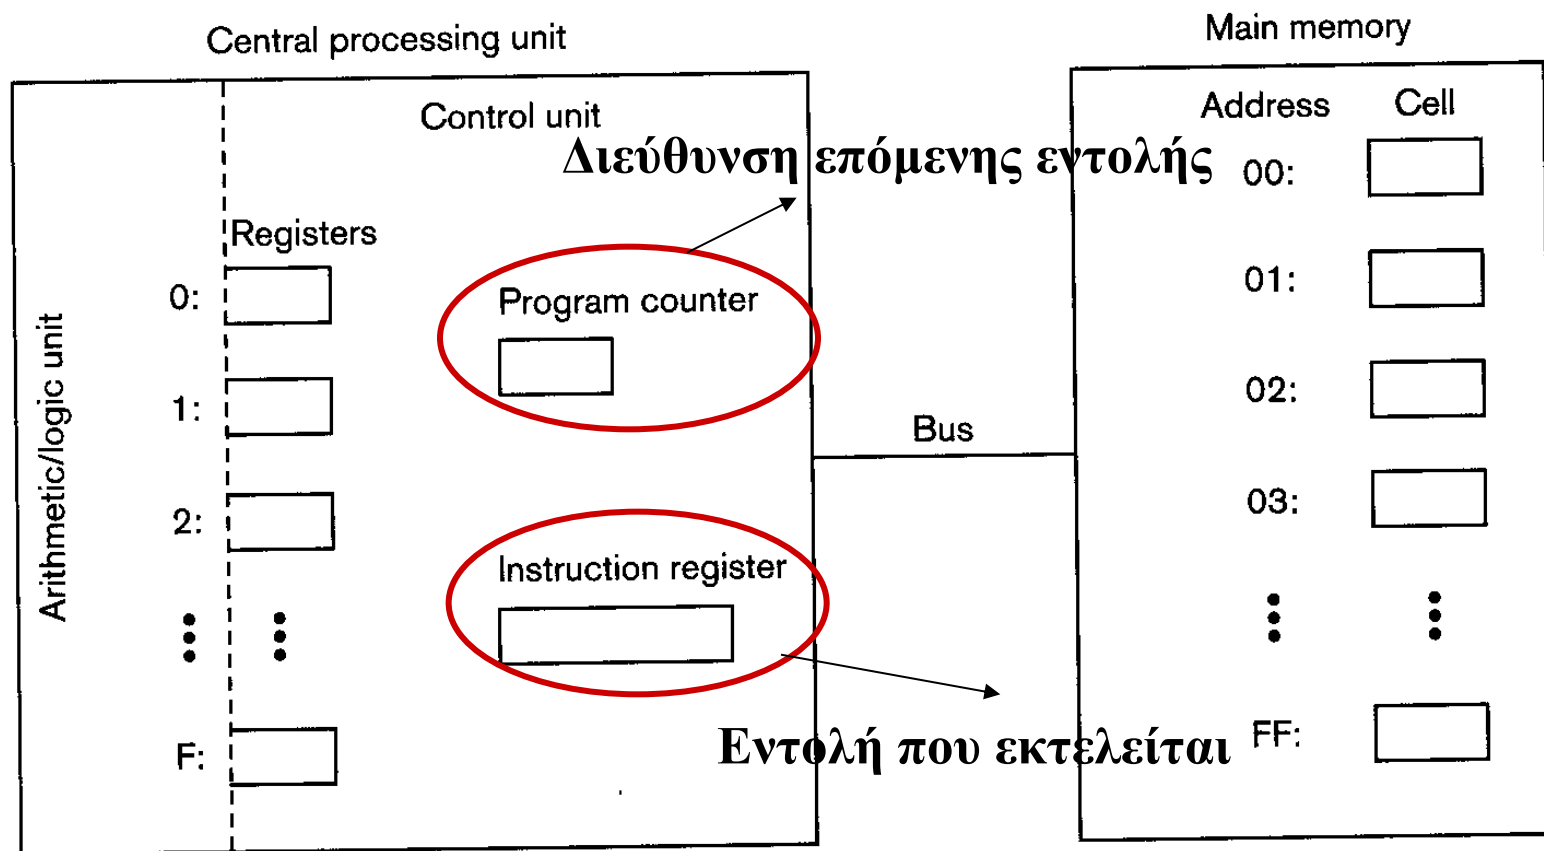 Central processing unit
Main memory
Control unit
Address Cell
Διεύθυνση επόμενης εντολής
00:
Registers
0:
Program counter
01:
Arithmetic/logic unit
1:
02:
Bus
2:
03:
Instruction register
F:
Εντολή που εκτελείται
FF: